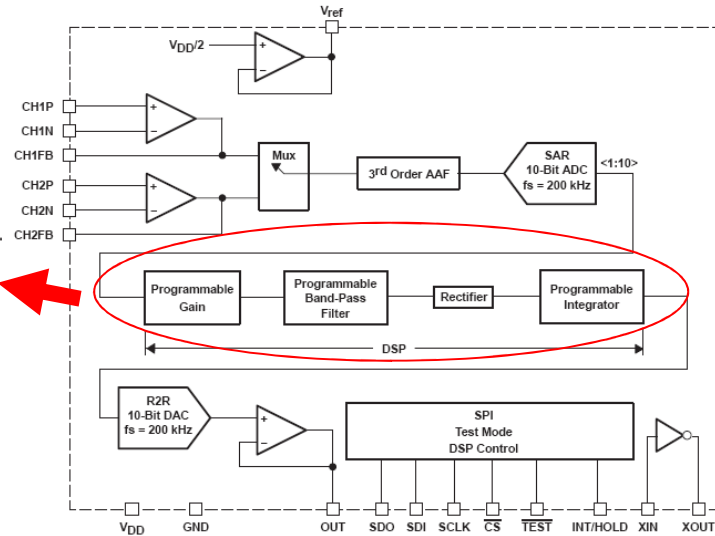 Vref
VDD/2
+
−
CH1P
CH1N
CH1FB
CH2P
CH2N
CH2FB
+
−
+
−
Mux
3rd Order AAF
SAR
10-Bit ADC
fs = 200 kHz
<1:10>
Programmable
Gain
Programmable
Band-Pass
Filter
Rectifier
Programmable
Integrator
DSP
R2R
10-Bit DAC
fs = 200 kHz
+
−
SPI
Test Mode
DSP Control
VDD
GND
OUT
SDO
SDI
SCLK
CS
TEST
INT/HOLD
XIN
XOUT